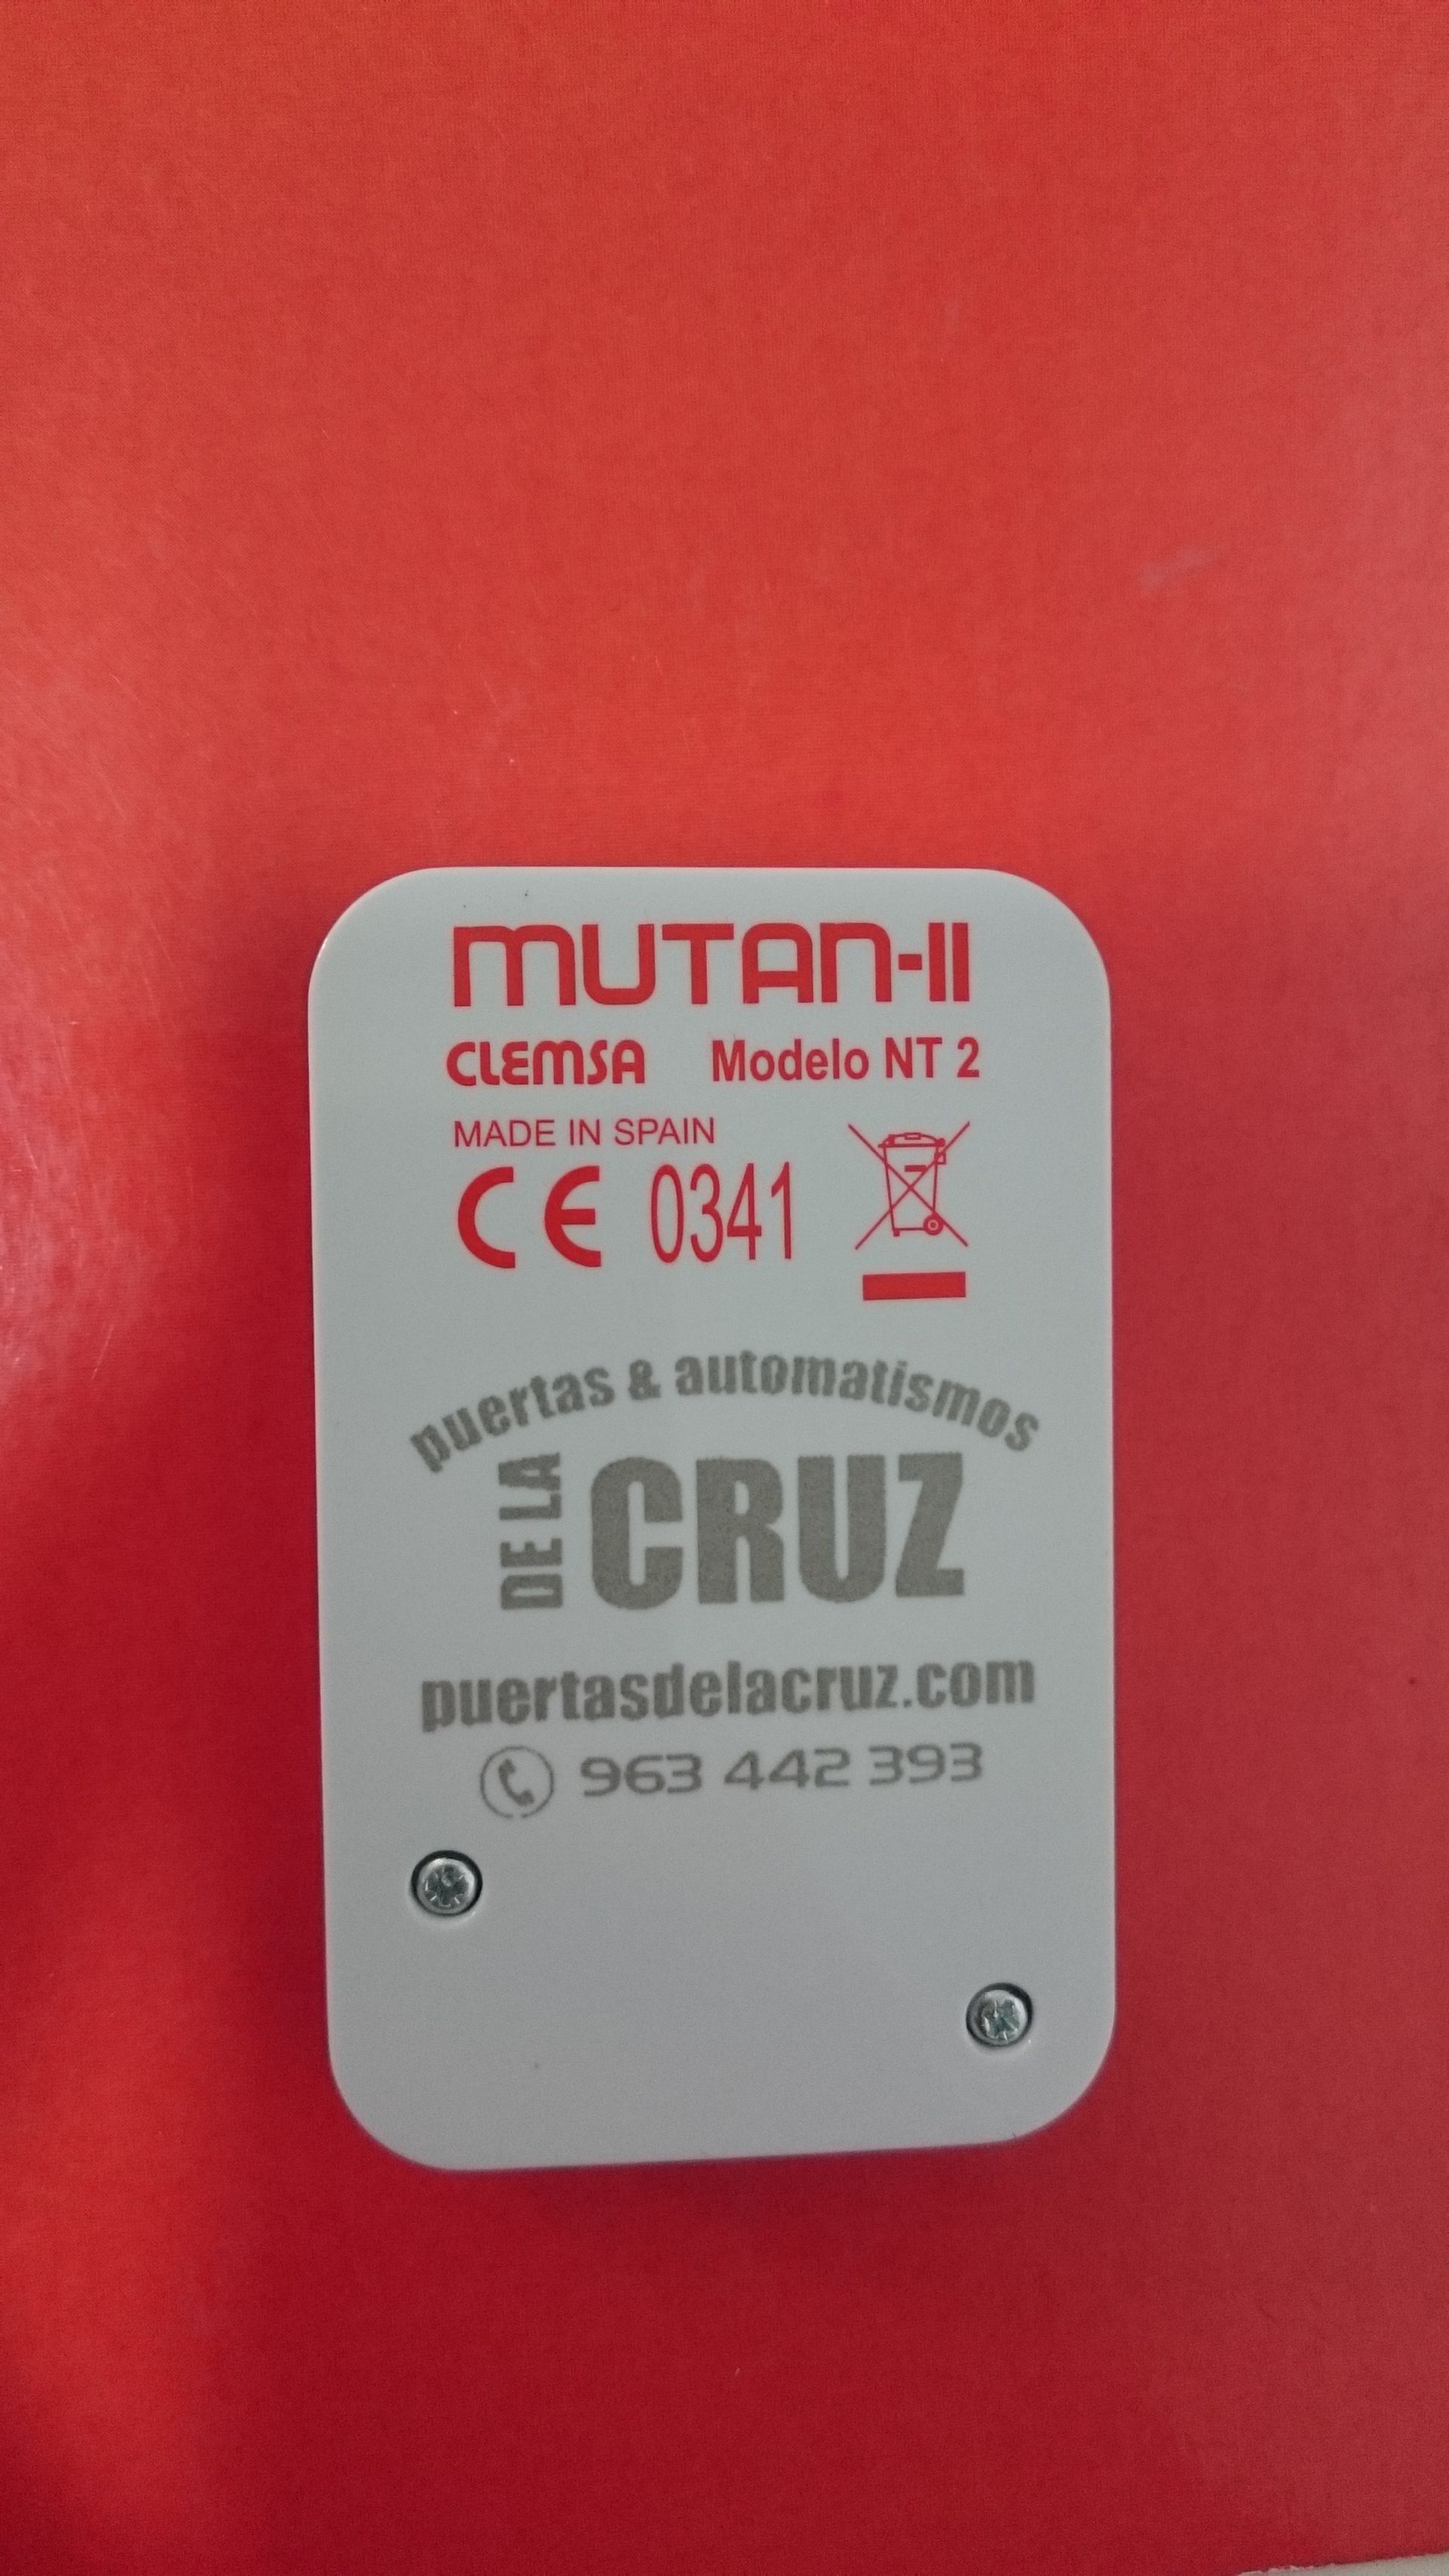 MUTAN-II
CLEMSA Modelo NT 2
MADE IN SPAIN
CE 0341
puertas & automatismos
DE LA CRUZ
puertasdelacruz.com
963 442 393